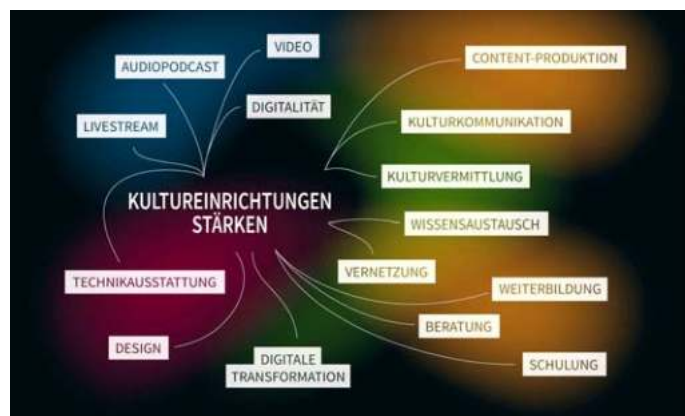 VIDEO
AUDIOPODCAST
CONTENT-PRODUKTION
DIGITALITÄT
LIVESTREAM
KULTURKOMMUNIKATION
KULTURVERMITTLUNG
KULTUREINRICHTUNGEN
STÄRKEN
WISSENSAUSTAUSCH
VERNETZUNG
TECHNIKAUSSTATTUNG
WEITERBILDUNG
BERATUNG
DESIGN
DIGITALE
TRANSFORMATION
SCHULUNG